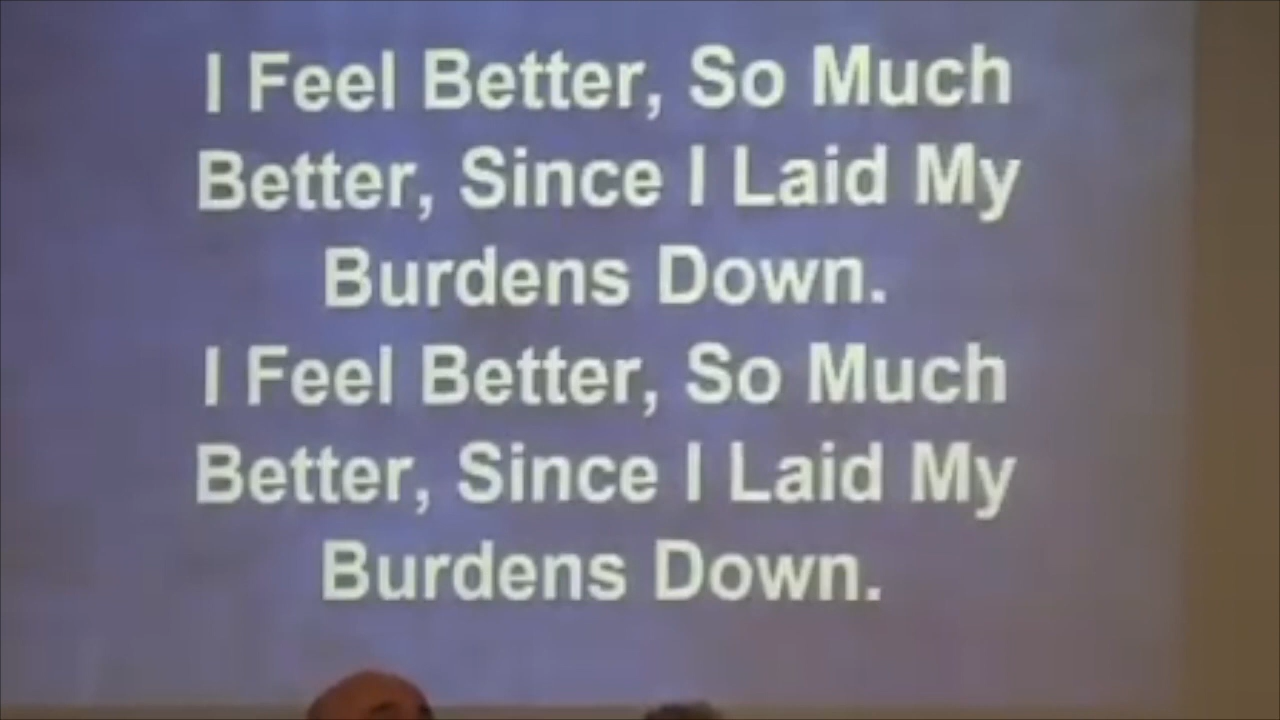 I Feel Better, So Much
Better, Since I Laid My
Burdens Down.
I Feel Better, So Much
Better, Since I Laid My
Burdens Down.